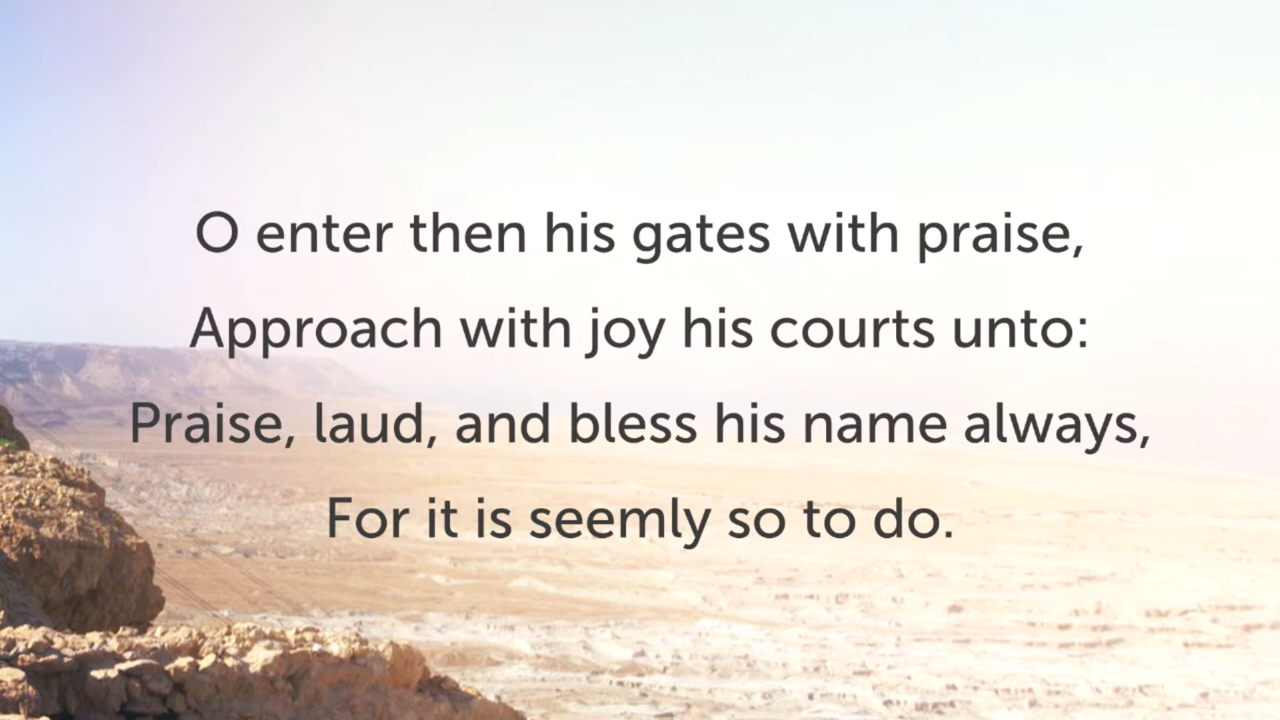 O enter then his gates with praise,
Approach with joy his courts unto:
Praise, laud, and bless his name always,
For it is seemly so to do.